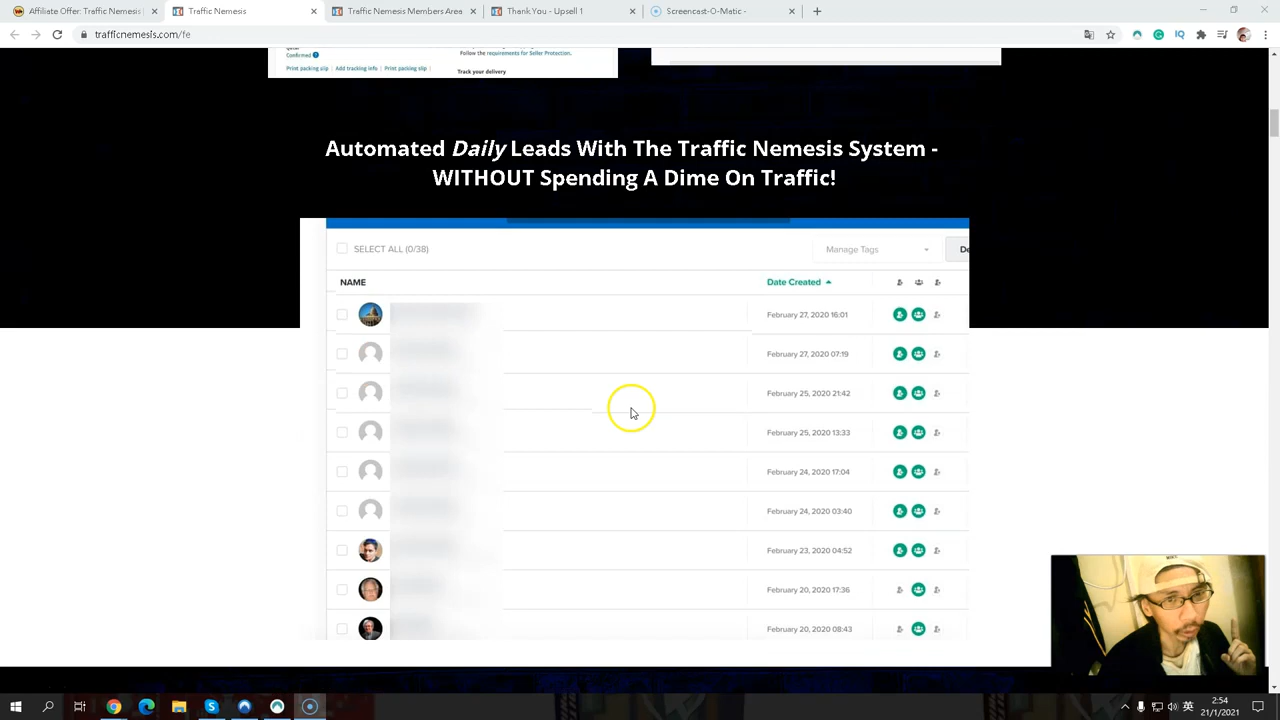 Affiliate Offer: Traffic Nemesis
Traffic Nemesis
Traffic Nemesis Members Area
Thank You - Upsell 1
Screencast-O-Matic -
trafficnemesis.com/fe
Confirmed
Print packing slip | Add tracking info | Print packing slip |
Follow the requirements for Seller Protection.
Track your delivery
Automated Daily Leads With The Traffic Nemesis System -
WITHOUT Spending A Dime On Traffic!
SELECT ALL (0/38)
Manage Tags
De
NAME
Date Created
February 27, 2020 16:01
February 27, 2020 07:19
February 25, 2020 21:42
February 25, 2020 13:33
February 24, 2020 17:04
February 24, 2020 03:40
February 23, 2020 04:52
February 20, 2020 17:36
February 20, 2020 08:43
英
2:54
21/1/2021